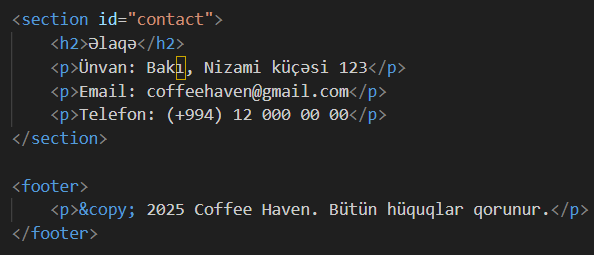 <section id="contact">
    <h2>Əlaqə</h2>
    <p>Ünvan: Bakı, Nizami küçəsi 123</p>
    <p>Email: coffeehaven@gmail.com</p>
    <p>Telefon: (+994) 12 000 00 00</p>
</section>

<footer>
    <p>&copy; 2025 Coffee Haven. Bütün hüquqlar qorunur.</p>
</footer>